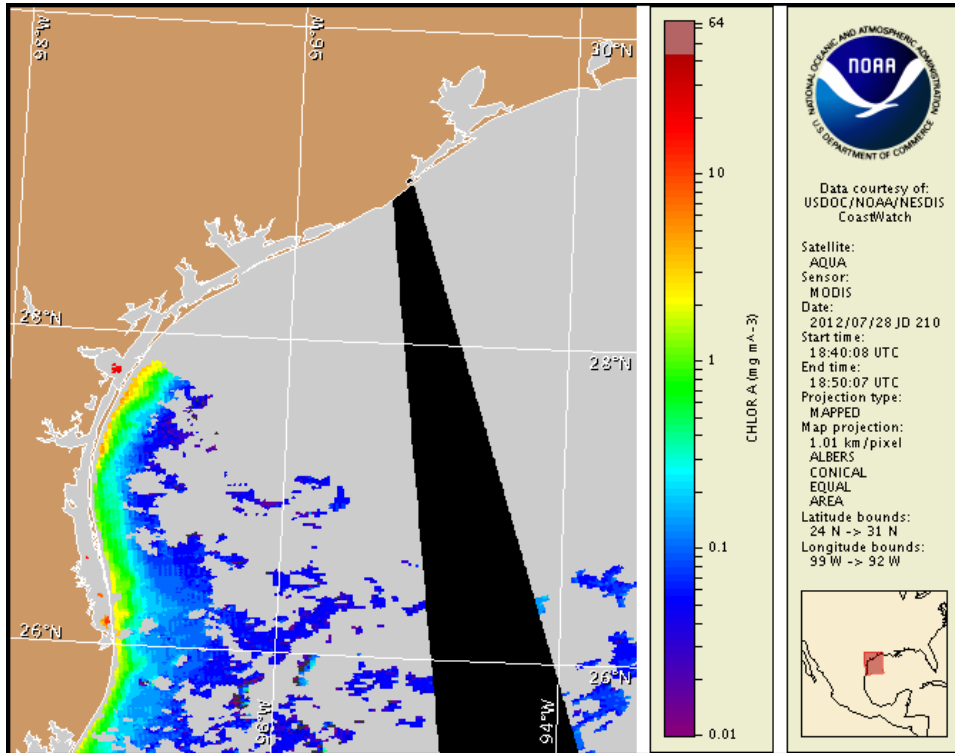 98°W
96°W
30°N
28°N
28°N
26°N
26°N
96°W
94°W
64
10
1
0.1
0.01
CHLOR A (mg m^-3)
NATIONAL OCEANIC AND ATMOSPHERIC ADMINISTRATION
NOAA
U.S. DEPARTMENT OF COMMERCE
Data courtesy of:
USDOC/NOAA/NESDIS
CoastWatch
Satellite:
AQUA
Sensor:
MODIS
Date:
2012/07/28 JD 210
Start time:
18:40:08 UTC
End time:
18:50:07 UTC
Projection type:
MAPPED
Map projection:
1.01 km/pixel
ALBERS
CONICAL
EQUAL
AREA
Latitude bounds:
24 N -> 31 N
Longitude bounds:
99 W -> 92 W